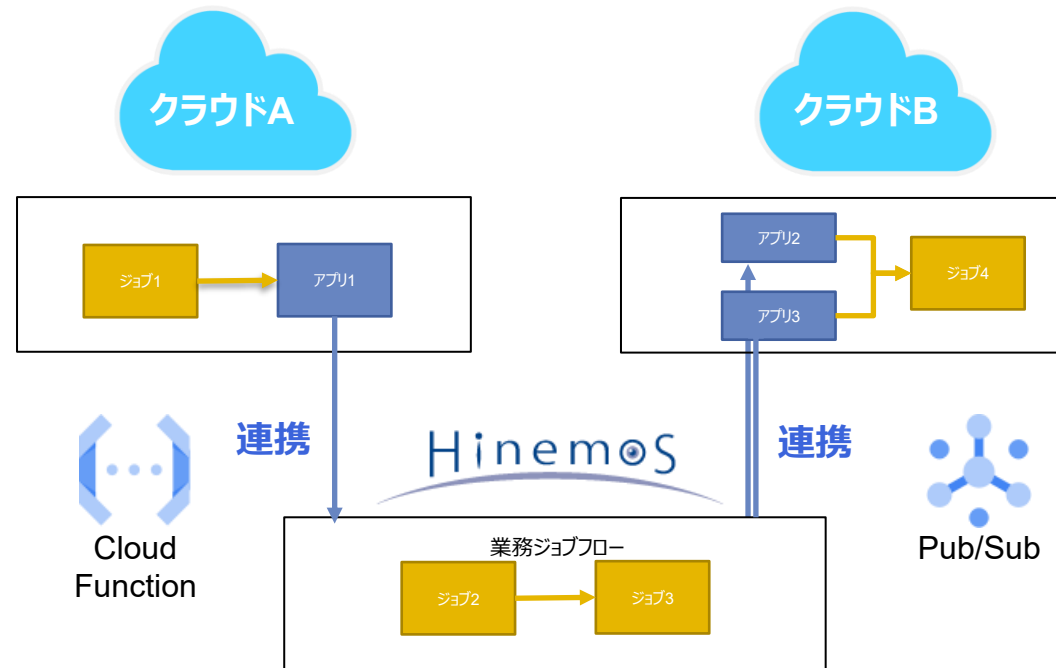 クラウドA
クラウドB
ジョブ1
アプリ1
アプリ2
アプリ3
ジョブ4
連携
Hinemos
連携
Cloud
Function
Pub/Sub
業務ジョブフロー
ジョブ2
ジョブ3